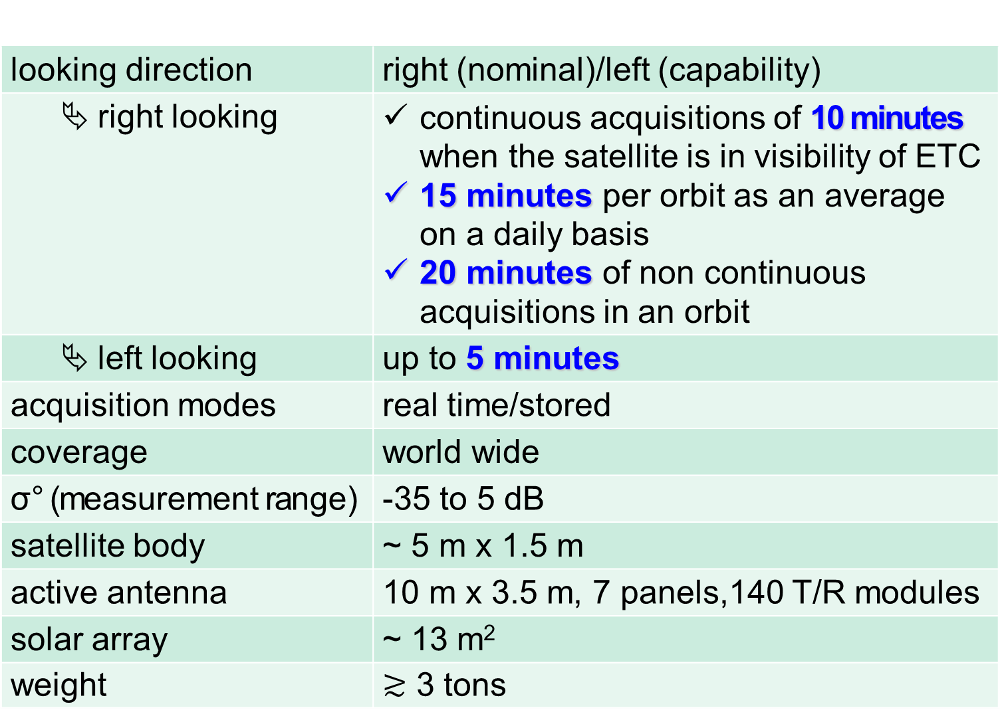 looking direction
right (nominal)/left (capability)
right looking
✓ continuous acquisitions of 10 minutes
when the satellite is in visibility of ETC
✓ 15 minutes per orbit as an average
on a daily basis
✓ 20 minutes of non continuous
acquisitions in an orbit
left looking
up to 5 minutes
acquisition modes
real time/stored
coverage
world wide
σ° (measurement range)
-35 to 5 dB
satellite body
~ 5 m x 1.5 m
active antenna
10 m x 3.5 m, 7 panels,140 T/R modules
solar array
~ 13 m²
weight
≳ 3 tons